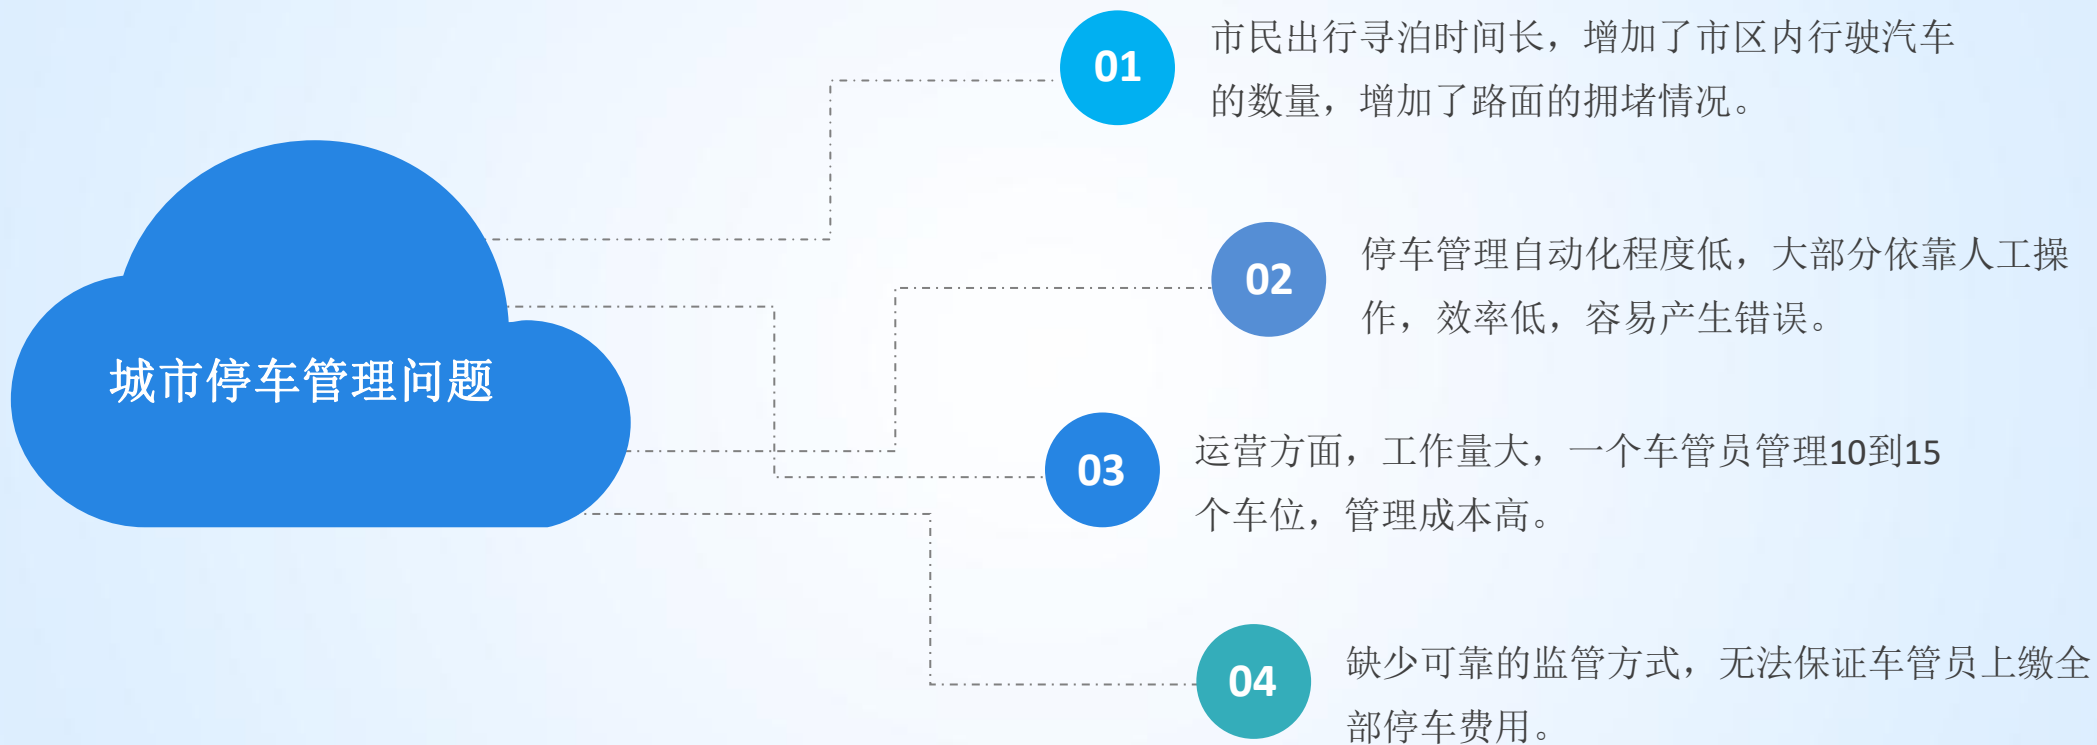 城市停车管理问题
01
市民出行寻泊时间长，增加了市区内行驶汽车
的数量，增加了路面的拥堵情况。
02
停车管理自动化程度低，大部分依靠人工操
作，效率低，容易产生错误。
03
运营方面，工作量大，一个车管员管理10到15
个车位，管理成本高。
04
缺少可靠的监管方式，无法保证车管员上缴全
部停车费用。